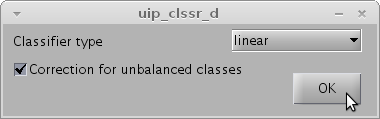 uip_clssr_d
Classifier type linear
Correction for unbalanced classes
OK